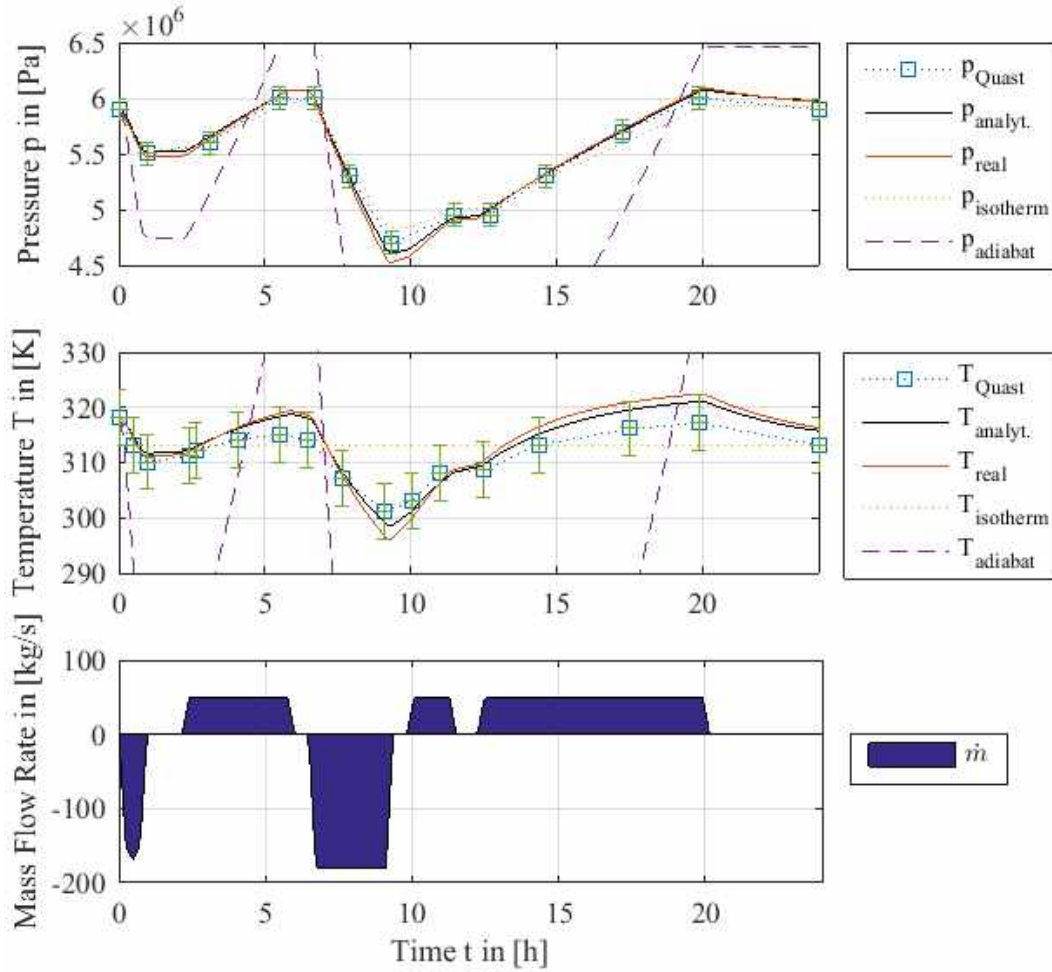 ×10⁶
6.5
6
5.5
5
4.5
0
5
10
15
20
Pressure p in [Pa]
p_Quast
p_analyt.
p_real
p_isotherm
p_adiabat
330
320
310
300
290
0
5
10
15
20
Temperature T in [K]
T_Quast
T_analyt.
T_real
T_isotherm
T_adiabat
100
0
-100
-200
0
5
10
15
20
Mass Flow Rate in [kg/s]
ṁ
Time t in [h]